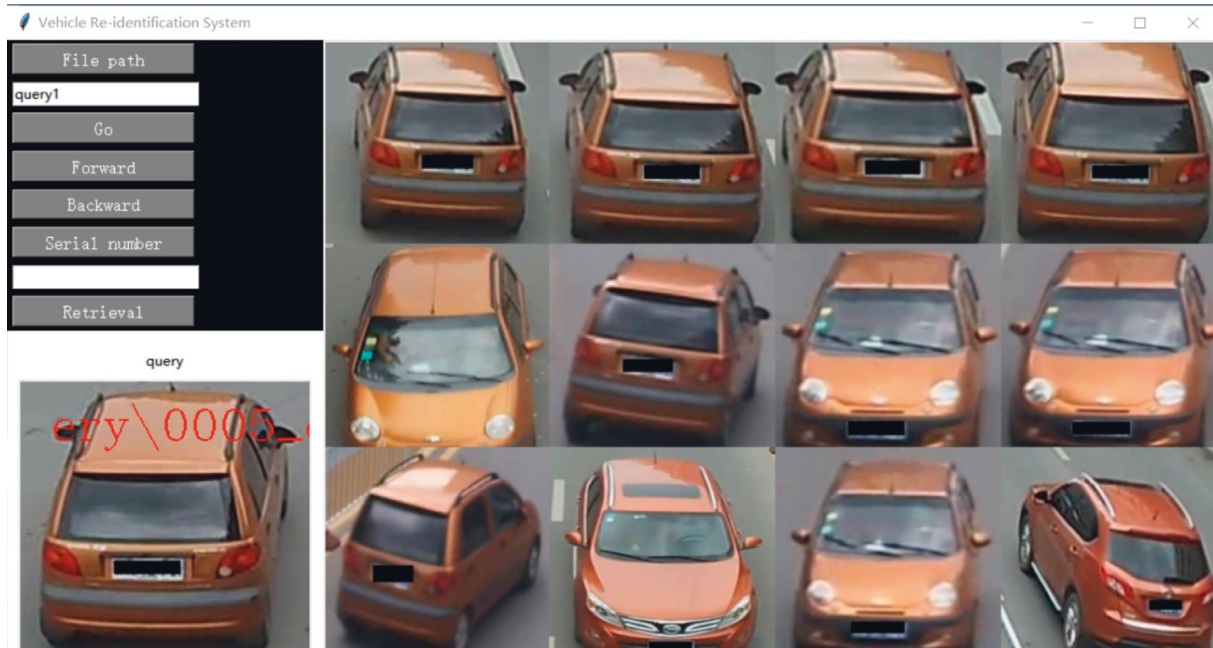 Vehicle Re-identification System
File path
query1
Go
Forward
Backward
Serial number
Retrieval
query
ery\0005_